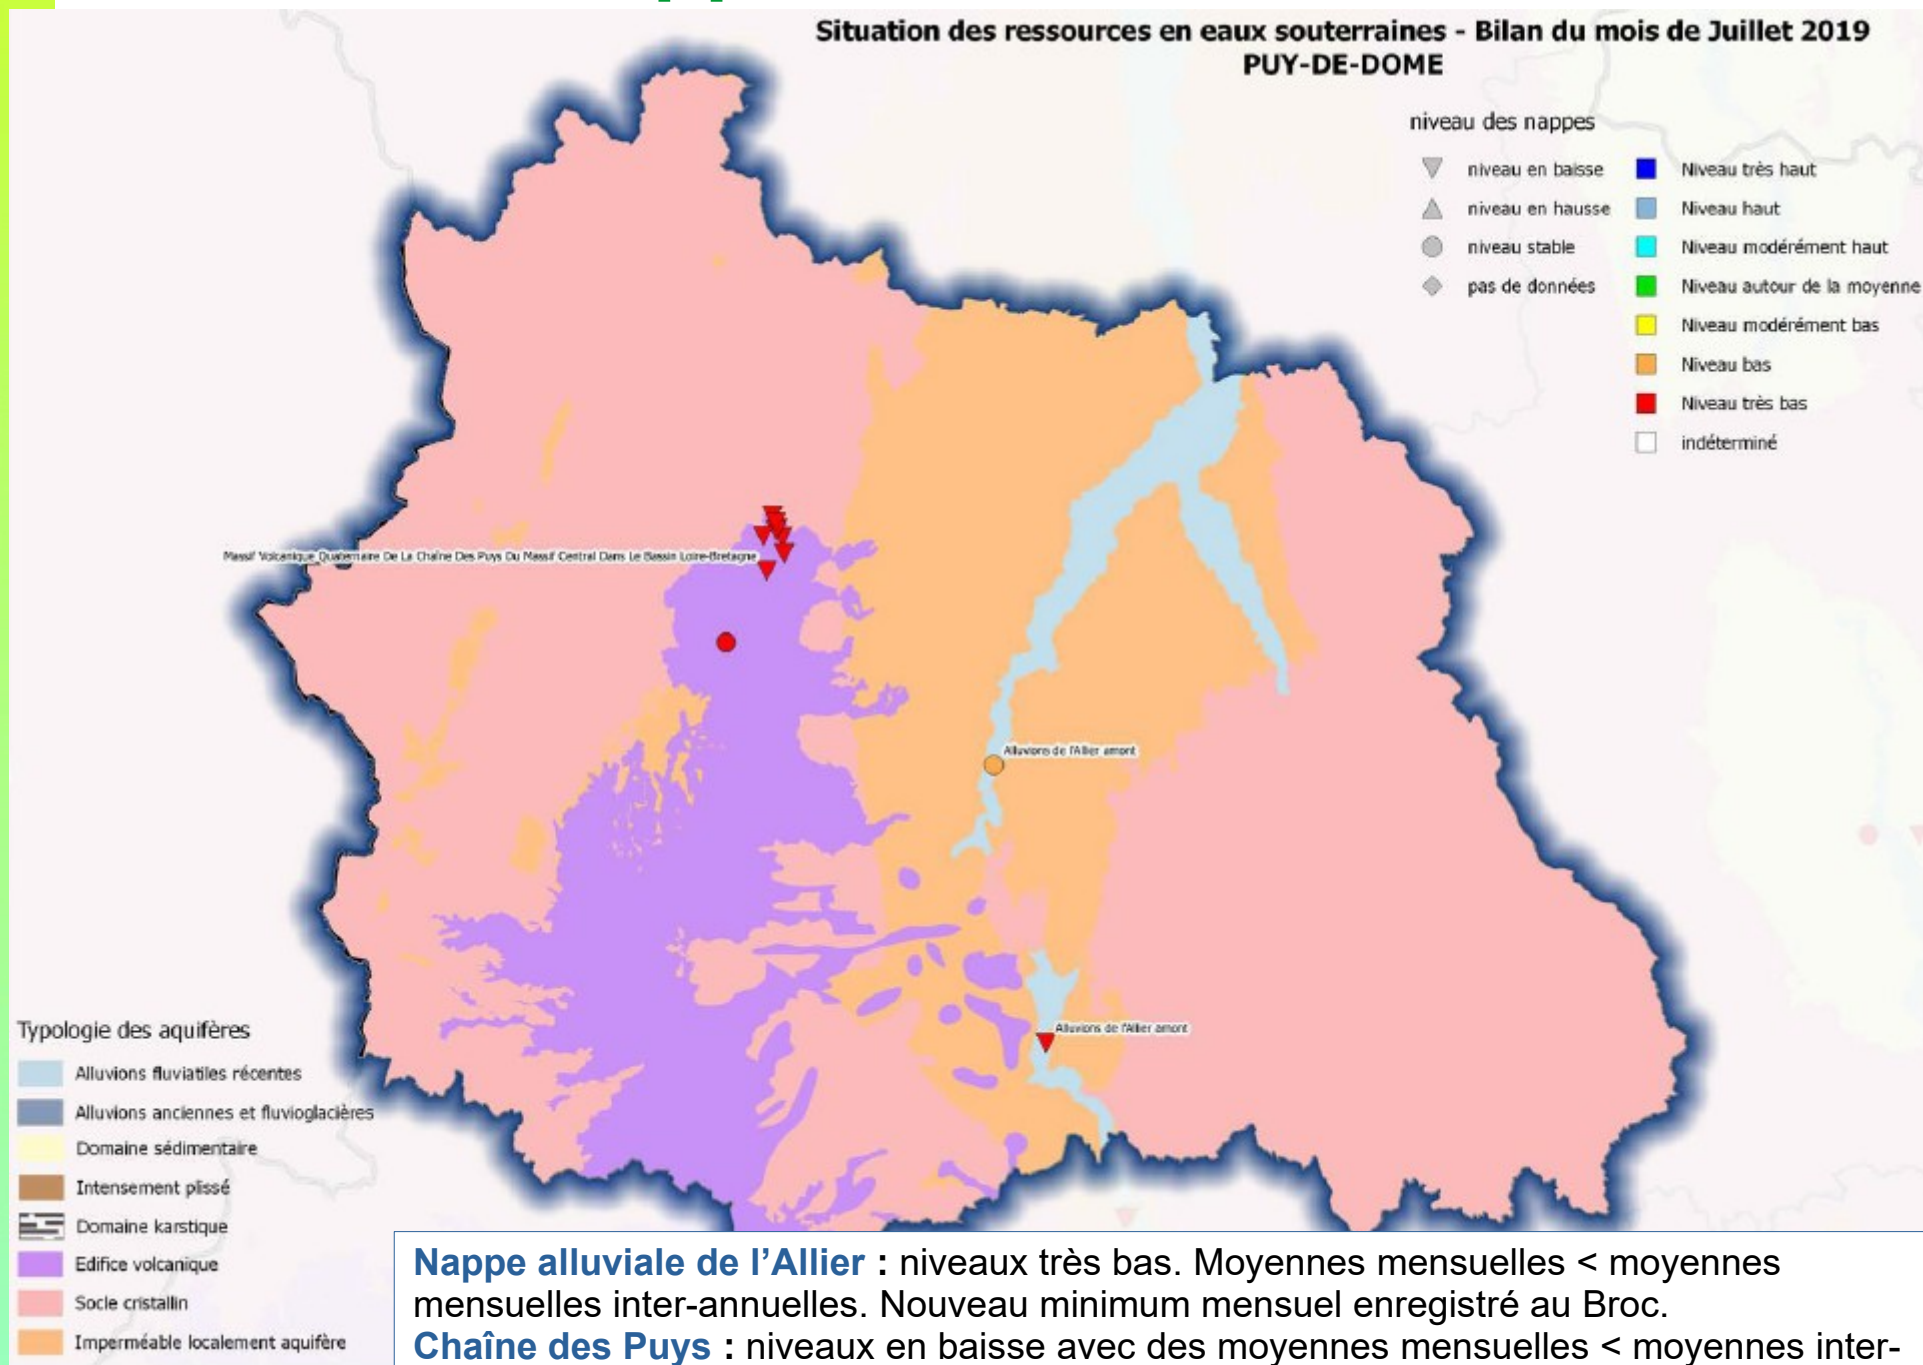 Situation des ressources en eaux souterraines - Bilan du mois de Juillet 2019
PUY-DE-DOME
niveau des nappes
niveau en baisse
niveau en hausse
niveau stable
pas de données
Niveau très haut
Niveau haut
Niveau modérément haut
Niveau autour de la moyenne
Niveau modérément bas
Niveau bas
Niveau très bas
indéterminé
Massif Volcanique Quaternaire De La Chaîne Des Puys Du Massif Central Dans Le Bassin Loire-Bretagne
Alluvions de l'Allier amont
Alluvions de l'Allier amont
Typologie des aquifères
Alluvions fluviatiles récentes
Alluvions anciennes et fluvioglacières
Domaine sédimentaire
Intensement plissé
Domaine karstique
Edifice volcanique
Socle cristallin
Imperméable localement aquifère
Nappe alluviale de l’Allier : niveaux très bas. Moyennes mensuelles < moyennes
mensuelles inter-annuelles. Nouveau minimum mensuel enregistré au Broc.
Chaîne des Puys : niveaux en baisse avec des moyennes mensuelles < moyennes inter-